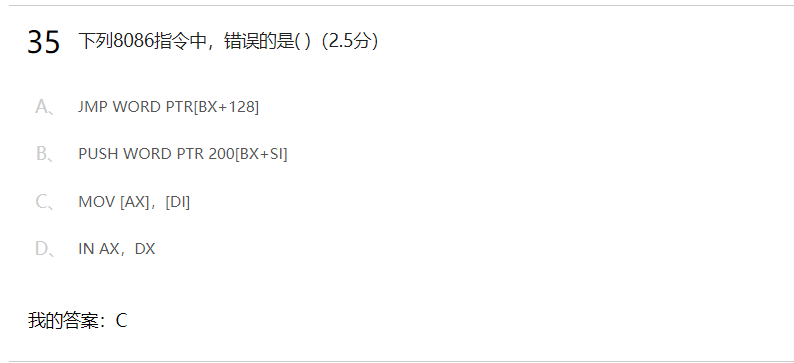 35 下列8086指令中，错误的是( )（2.5分）
A、 JMP WORD PTR[BX+128]
B、 PUSH WORD PTR 200[BX+SI]
C、 MOV [AX]，[DI]
D、 IN AX，DX
我的答案：C